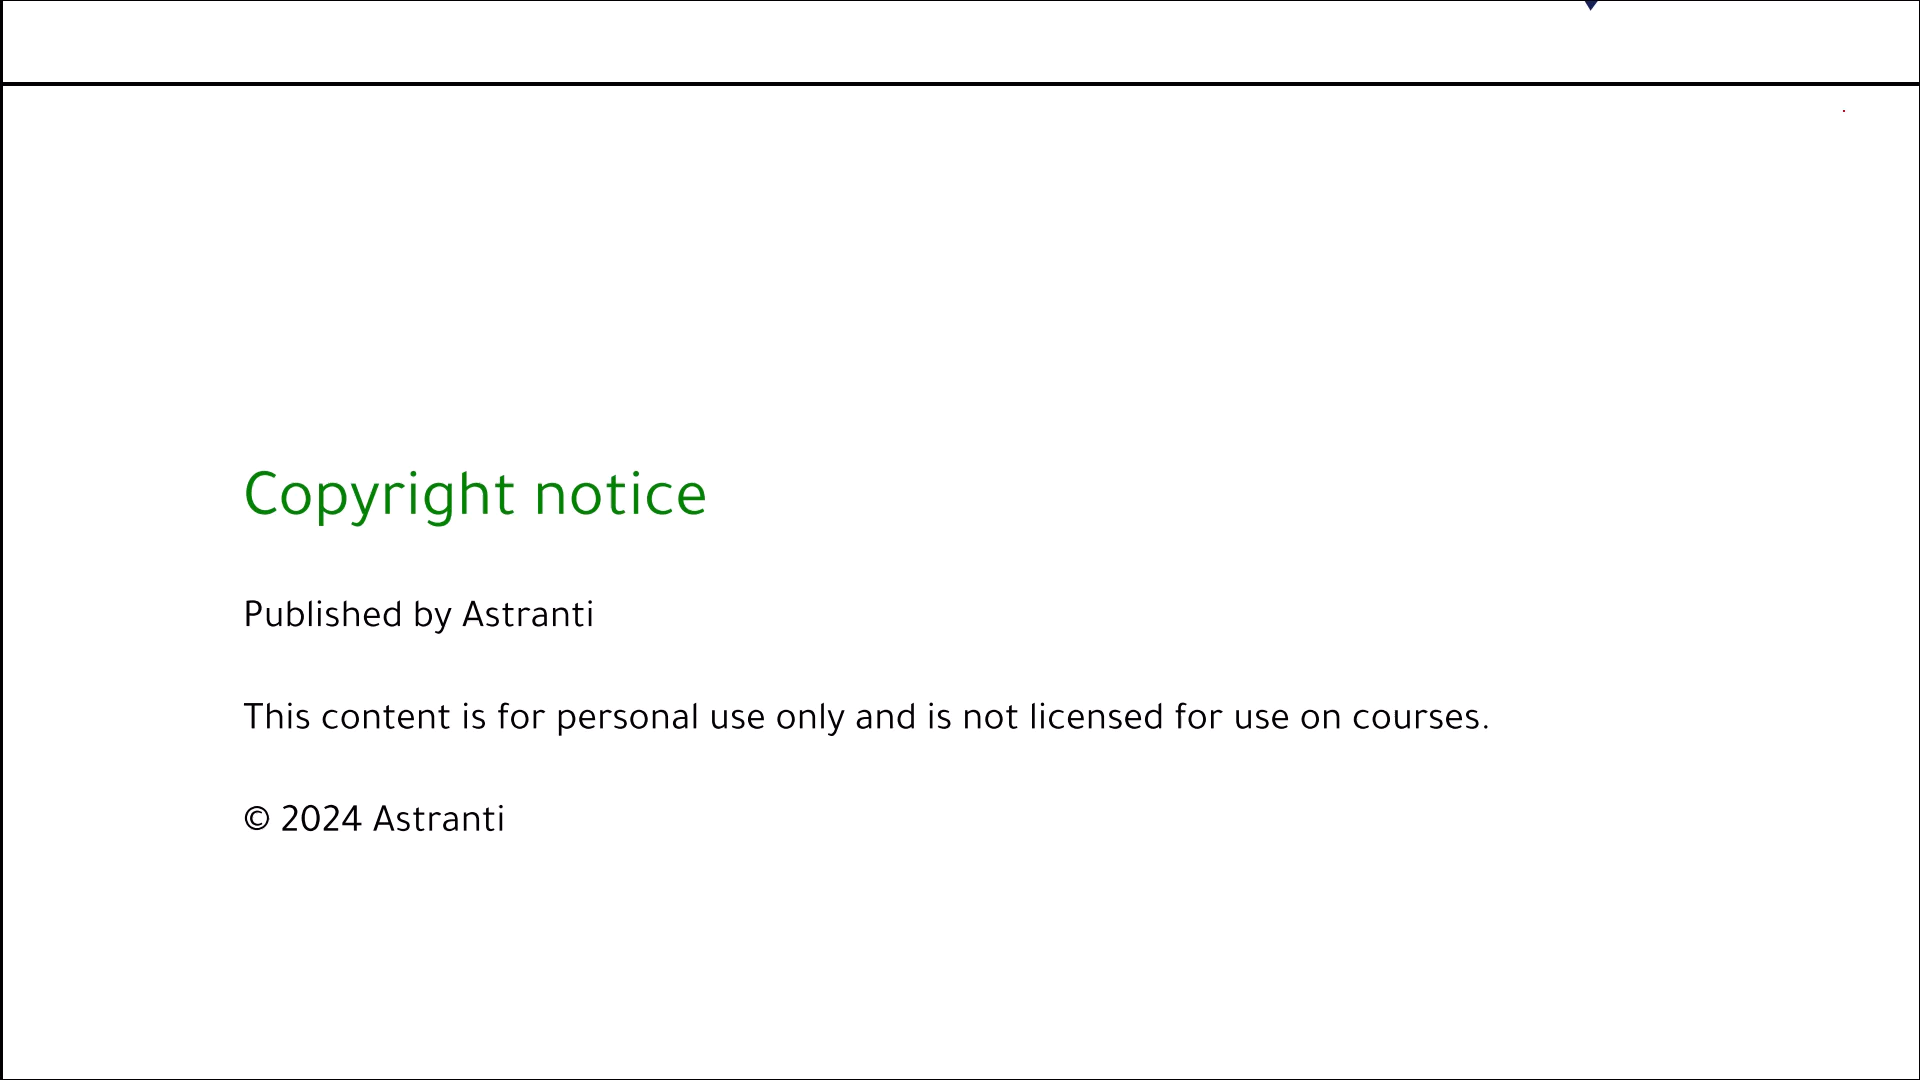 Copyright notice
Published by Astranti
This content is for personal use only and is not licensed for use on courses.
© 2024 Astranti